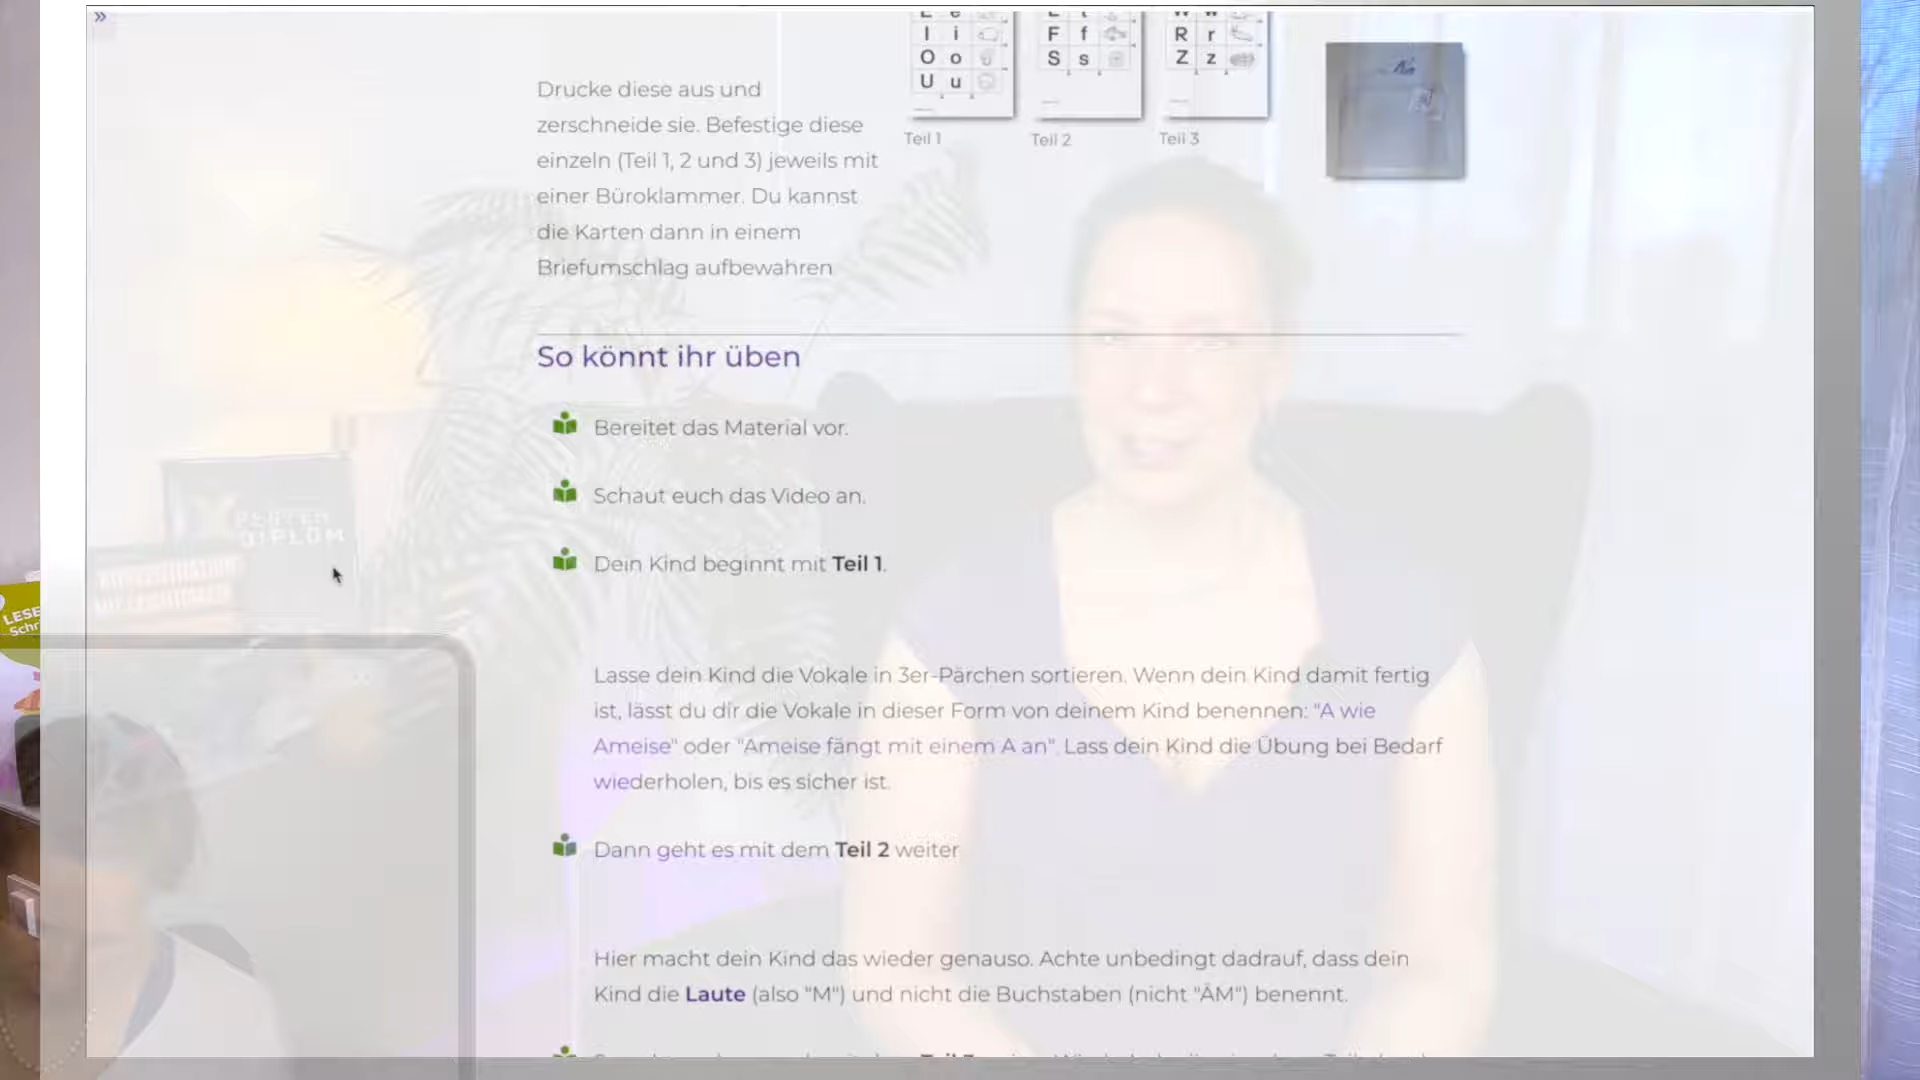 »
E e
I i
O o
U u
Teil 1
L l
F f
S s
Teil 2
W w
R r
Z z
Teil 3
Drucke diese aus und
zerschneide sie. Befestige diese
einzeln (Teil 1, 2 und 3) jeweils mit
einer Büroklammer. Du kannst
die Karten dann in einem
Briefumschlag aufbewahren
So könnt ihr üben
Bereitet das Material vor.
Schaut euch das Video an.
Dein Kind beginnt mit Teil 1.
Lasse dein Kind die Vokale in 3er-Pärchen sortieren. Wenn dein Kind damit fertig
ist, lässt du dir die Vokale in dieser Form von deinem Kind benennen: "A wie
Ameise" oder "Ameise fängt mit einem A an". Lass dein Kind die Übung bei Bedarf
wiederholen, bis es sicher ist.
Dann geht es mit dem Teil 2 weiter
Hier macht dein Kind das wieder genauso. Achte unbedingt dadrauf, dass dein
Kind die Laute (also "M") und nicht die Buchstaben (nicht "ÄM") benennt.
DIPLOM
LESE
Schr